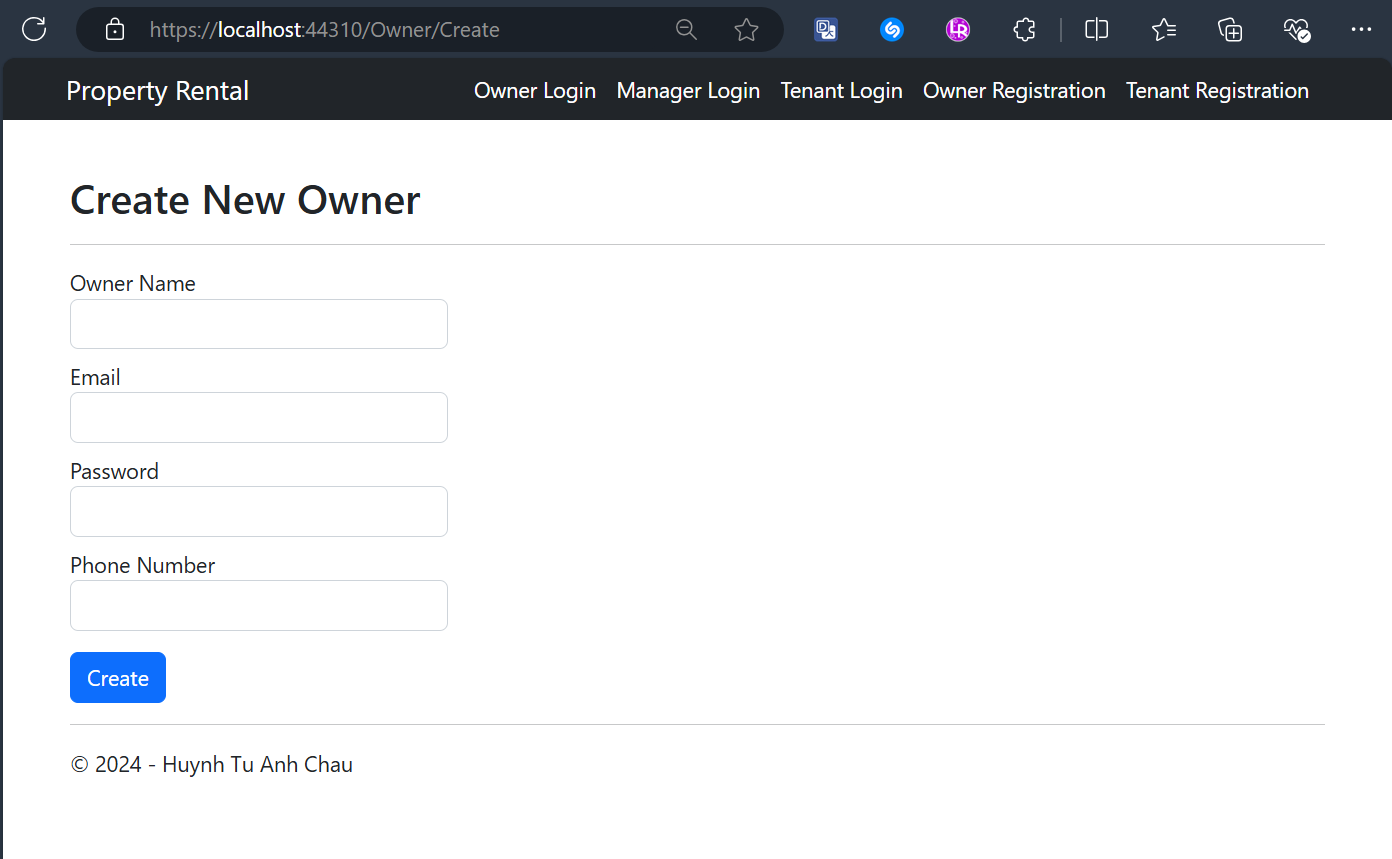 https://localhost:44310/Owner/Create
Property Rental
Owner Login Manager Login Tenant Login Owner Registration Tenant Registration
Create New Owner
Owner Name
Email
Password
Phone Number
Create
© 2024 - Huynh Tu Anh Chau